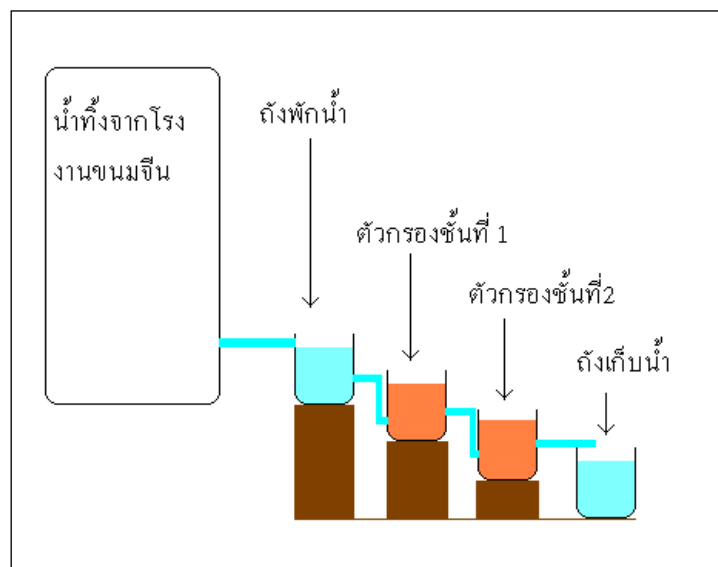 น้ำทิ้งจากโรง
งานขนมจีน
ถังพักน้ำ
ตัวกรองชั้นที่ 1
ตัวกรองชั้นที่2
ถังเก็บน้ำ